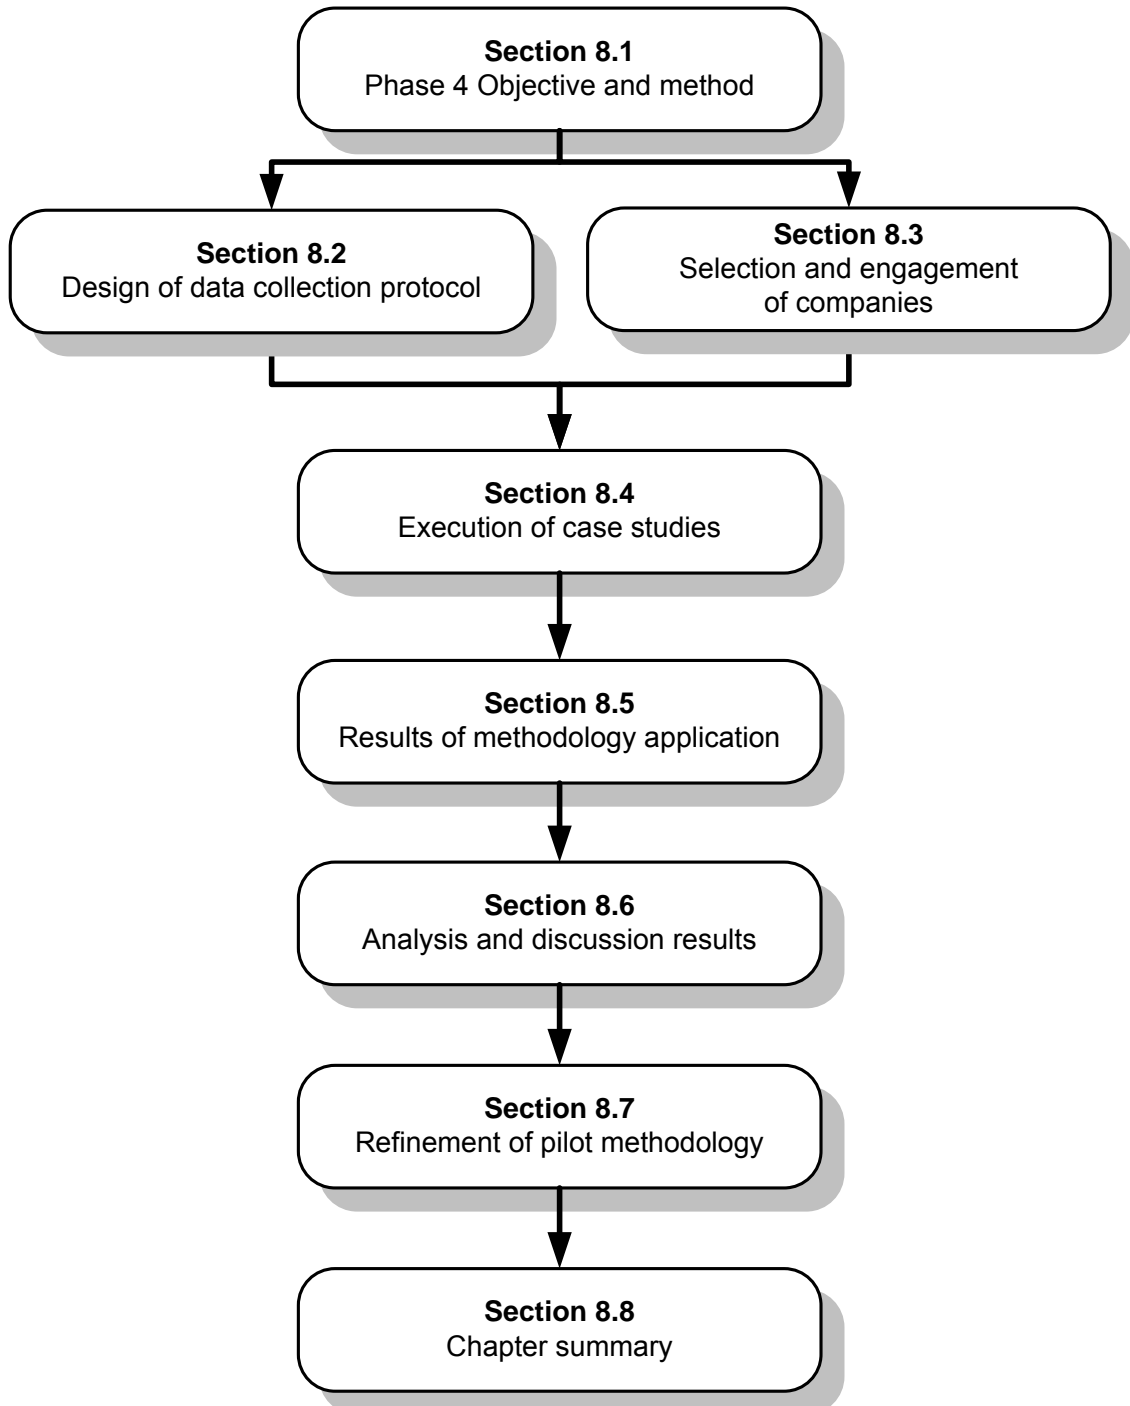 Section 8.1
Phase 4 Objective and method
Section 8.2
Design of data collection protocol
Section 8.3
Selection and engagement
of companies
Section 8.4
Execution of case studies
Section 8.5
Results of methodology application
Section 8.6
Analysis and discussion results
Section 8.7
Refinement of pilot methodology
Section 8.8
Chapter summary